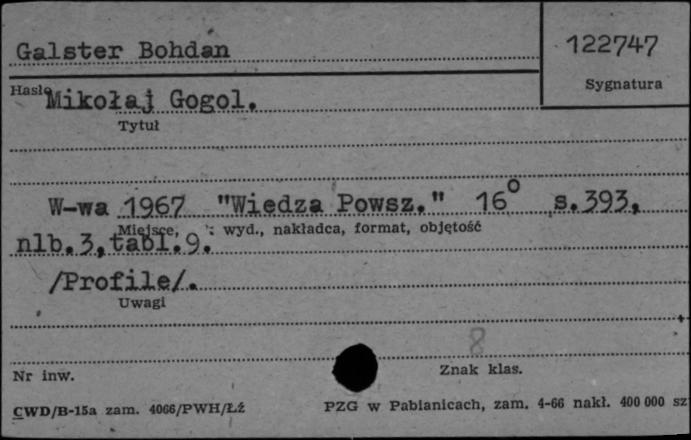 Galster Bohdan
122747
Sygnatura
Hasło
Mikołaj Gogol.
Tytuł
W-wa 1967 "Wiedza Powsz." 16° s.393,
Miejsce, wyd., nakładca, format, objętość
nlb.3,tabl.9.
/Profile/.
Uwagi
8
Nr inw.
Znak klas.
CWD/B-15a zam. 4066/PWH/Łź
PZG w Pabianicach, zam. 4-66 nakł. 400 000 sz